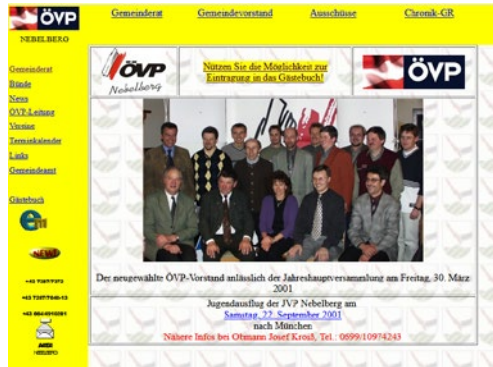 ÖVP
NEBELBERG
Gemeinderat Gemeindevorstand Ausschüsse Chronik-GR
Gemeinderat
Bünde
News
ÖVP-Leitung
Vereine
Terminkalender
Links
Gemeindeamt
Gästebuch
NEWS
ÖVP
Nebelberg
Nützen Sie die Möglichkeit zur
Eintragung in das Gästebuch!
ÖVP
Der neugewählte ÖVP-Vorstand anlässlich der Jahreshauptversammlung am Freitag, 30. März
2001
Jugendausflug der JVP Nebelberg am
Samstag, 22. September 2001
nach München
Nähere Infos bei Obmann Josef Kroiß, Tel.: 0699/10974243